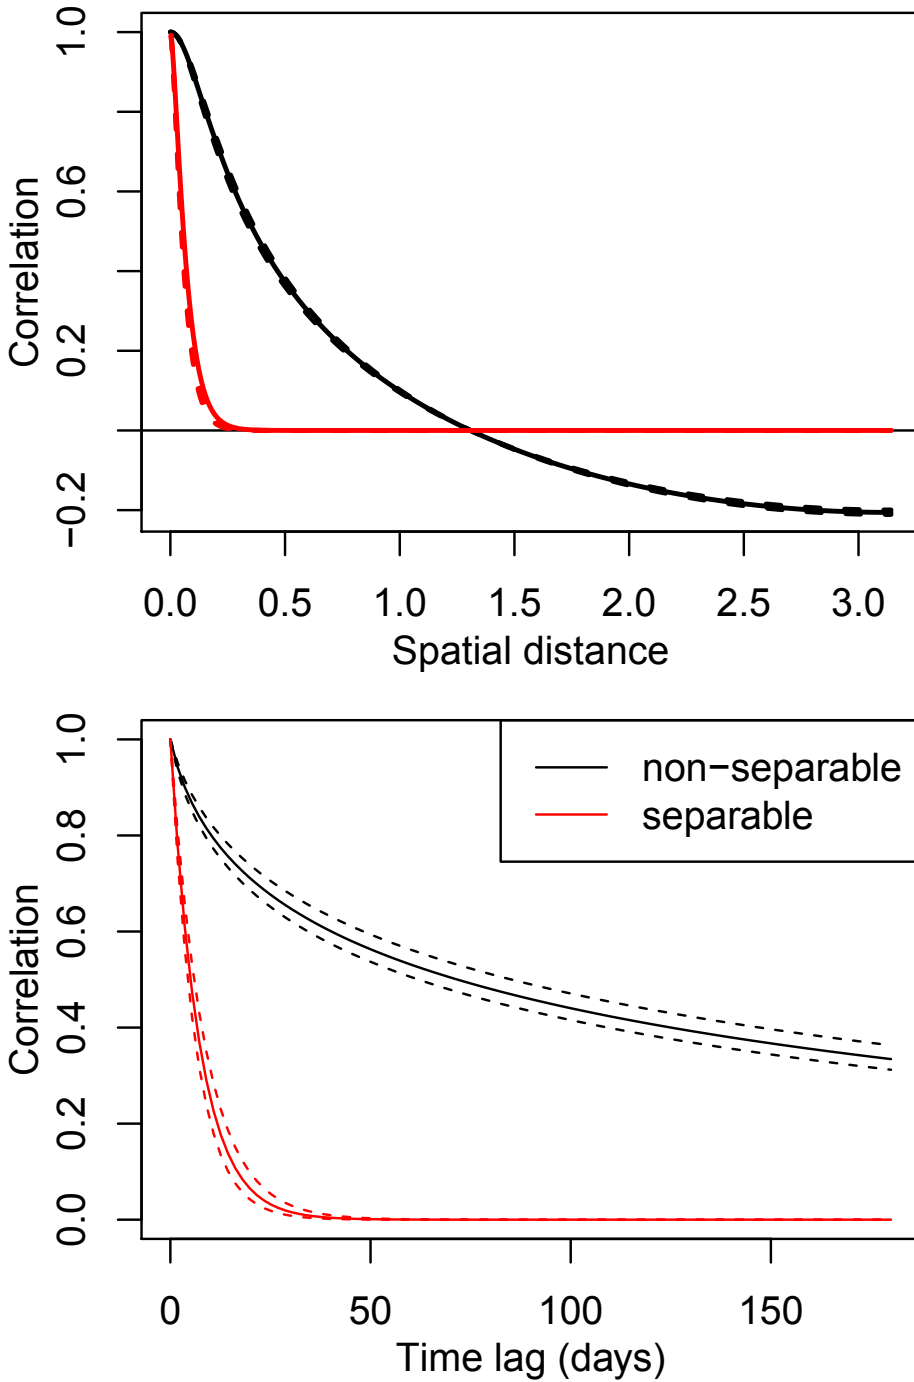 1.0
0.6
0.2
−0.2
Correlation
0.0 0.5 1.0 1.5 2.0 2.5 3.0
Spatial distance
1.0
0.8
0.6
0.4
0.2
0.0
Correlation
non−separable
separable
0 50 100 150
Time lag (days)